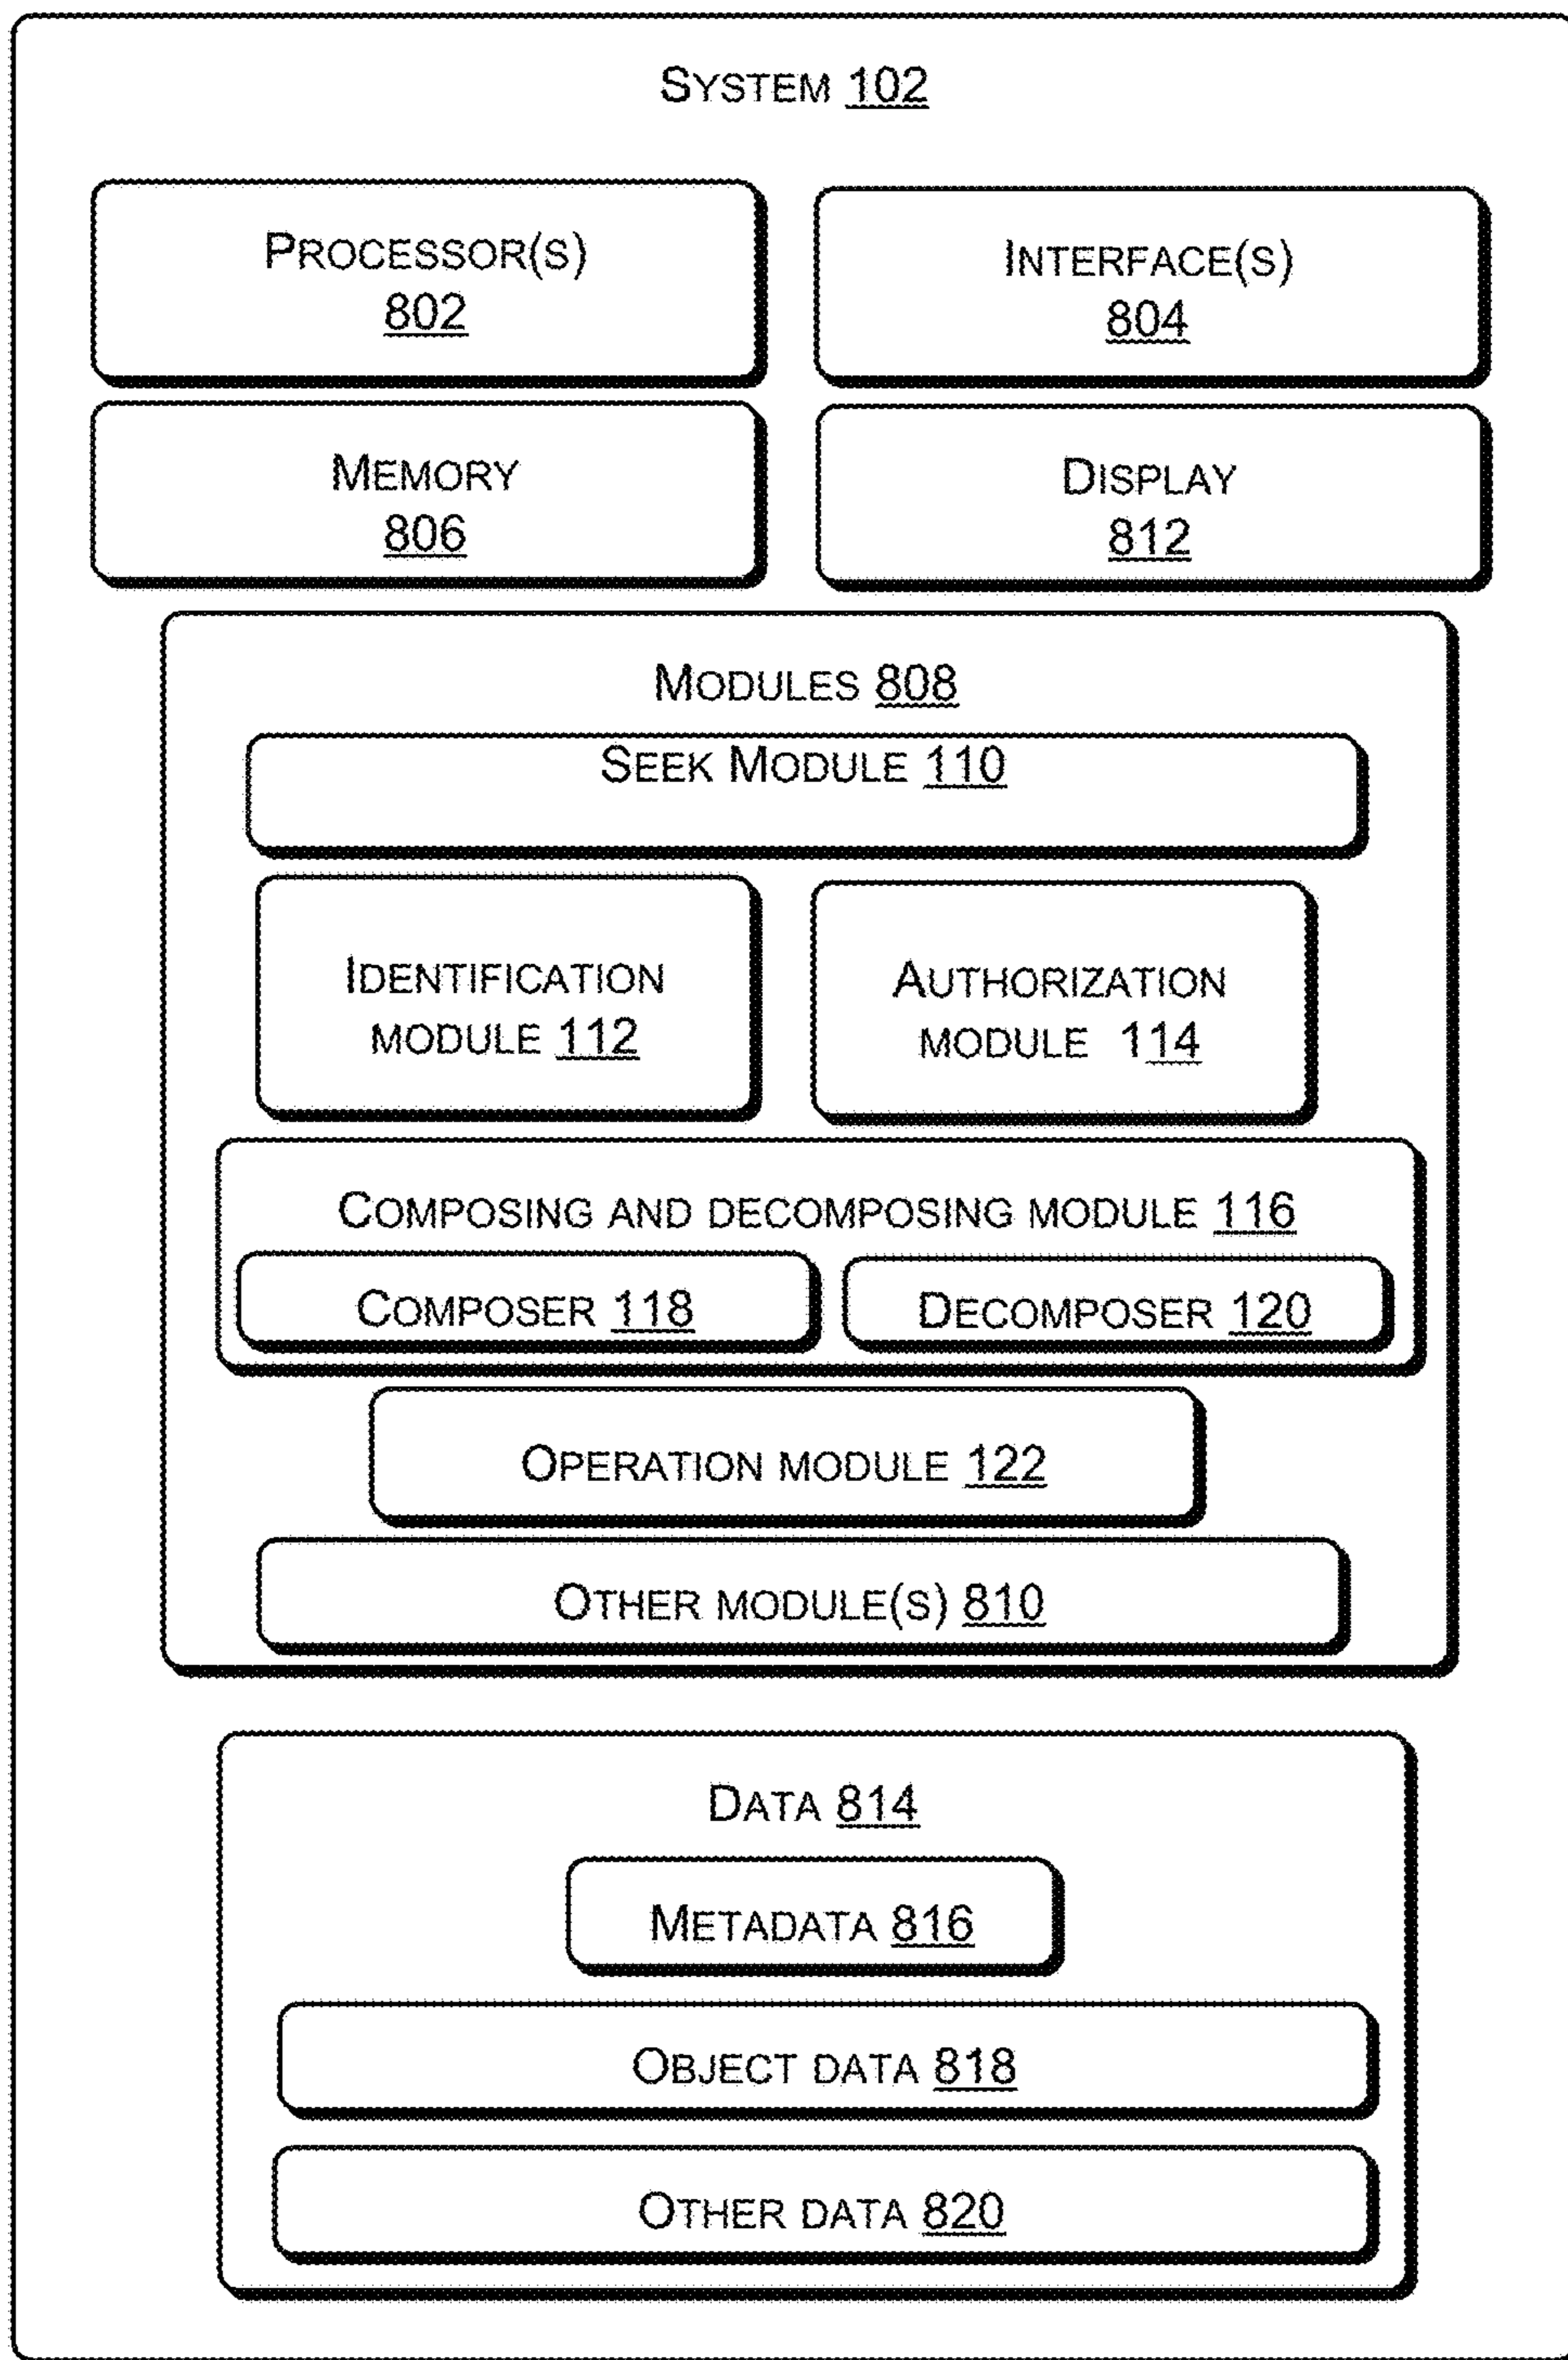 SYSTEM 102
PROCESSOR(S)
802
INTERFACE(S)
804
MEMORY
806
DISPLAY
812
MODULES 808
SEEK MODULE 110
IDENTIFICATION
MODULE 112
AUTHORIZATION
MODULE 114
COMPOSING AND DECOMPOSING MODULE 116
COMPOSER 118
DECOMPOSER 120
OPERATION MODULE 122
OTHER MODULE(S) 810
DATA 814
METADATA 816
OBJECT DATA 818
OTHER DATA 820